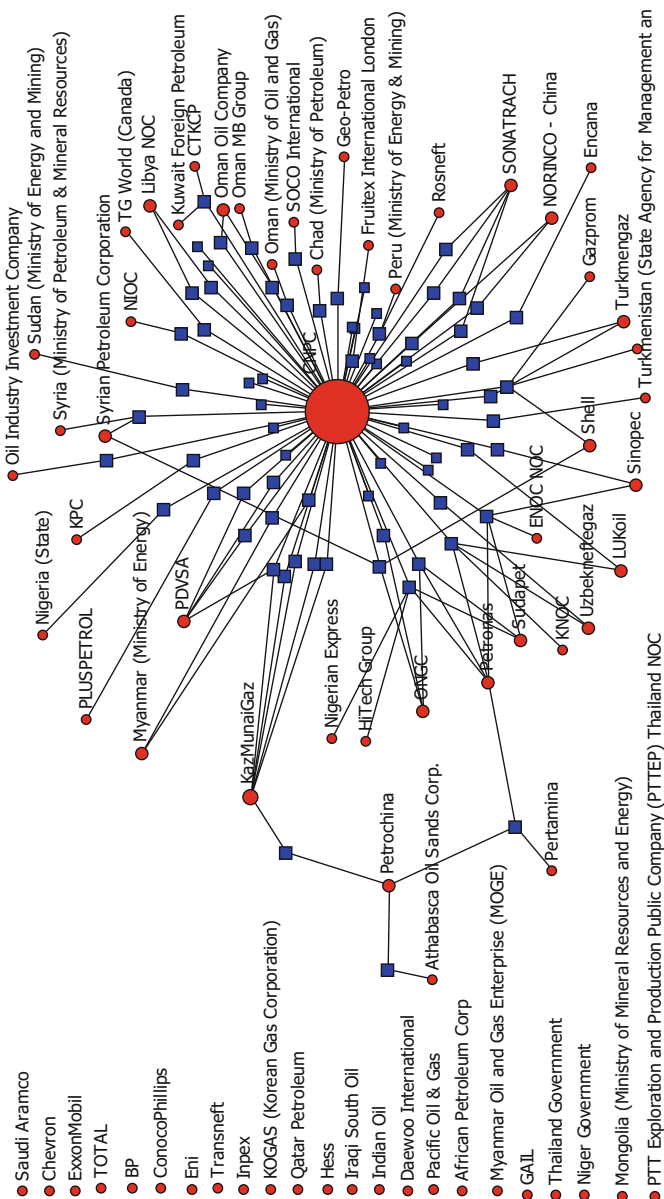 Oil Industry Investment Company
Sudan (Ministry of Energy and Mining)
Syria (Ministry of Petroleum & Mineral Resources)
Syrian Petroleum Corporation
NIOC
TG World (Canada)
Libya NOC
Kuwait Foreign Petroleum
CTKCP
Oman Oil Company
Oman MB Group
Oman (Ministry of Oil and Gas)
SOCO International
Chad (Ministry of Petroleum)
Geo-Petro
Fruitex International London
Peru (Ministry of Energy & Mining)
Rosneft
SONATRACH
NORINCO - China
Encana
Gazprom
Turkmengaz
Turkmenistan (State Agency for Management an
CNPC
Nigeria (State)
KPC
PLUSPETROL
Myanmar (Ministry of Energy)
PDVSA
KazMunaiGaz
Nigerian Express
HiTech Group
ONGC
Petronas
Sudapet
KNOC
Uzbekneftegaz
ENOC NOC
LUKoil
Shell
Sinopec
Petrochina
Athabasca Oil Sands Corp.
Pertamina
Saudi Aramco
Chevron
ExxonMobil
TOTAL
BP
ConocoPhillips
Eni
Transneft
Inpex
KOGAS (Korean Gas Corporation)
Qatar Petroleum
Hess
Iraqi South Oil
Indian Oil
Daewoo International
Pacific Oil & Gas
African Petroleum Corp
Myanmar Oil and Gas Enterprise (MOGE)
GAIL
Thailand Government
Niger Government
Mongolia (Ministry of Mineral Resources and Energy)
PTT Exploration and Production Public Company (PTTEP) Thailand NOC